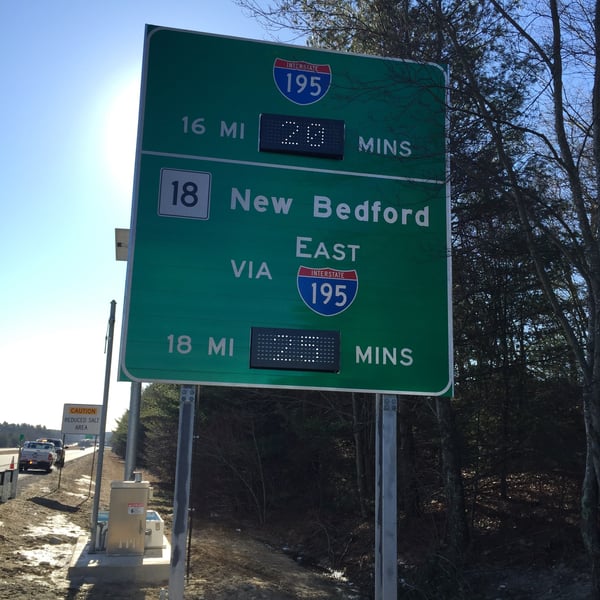 INTERSTATE
195
16 MI 20 MINS
18 New Bedford
EAST
VIA INTERSTATE
195
18 MI 25 MINS
CAUTION
REDUCED SALT
AREA